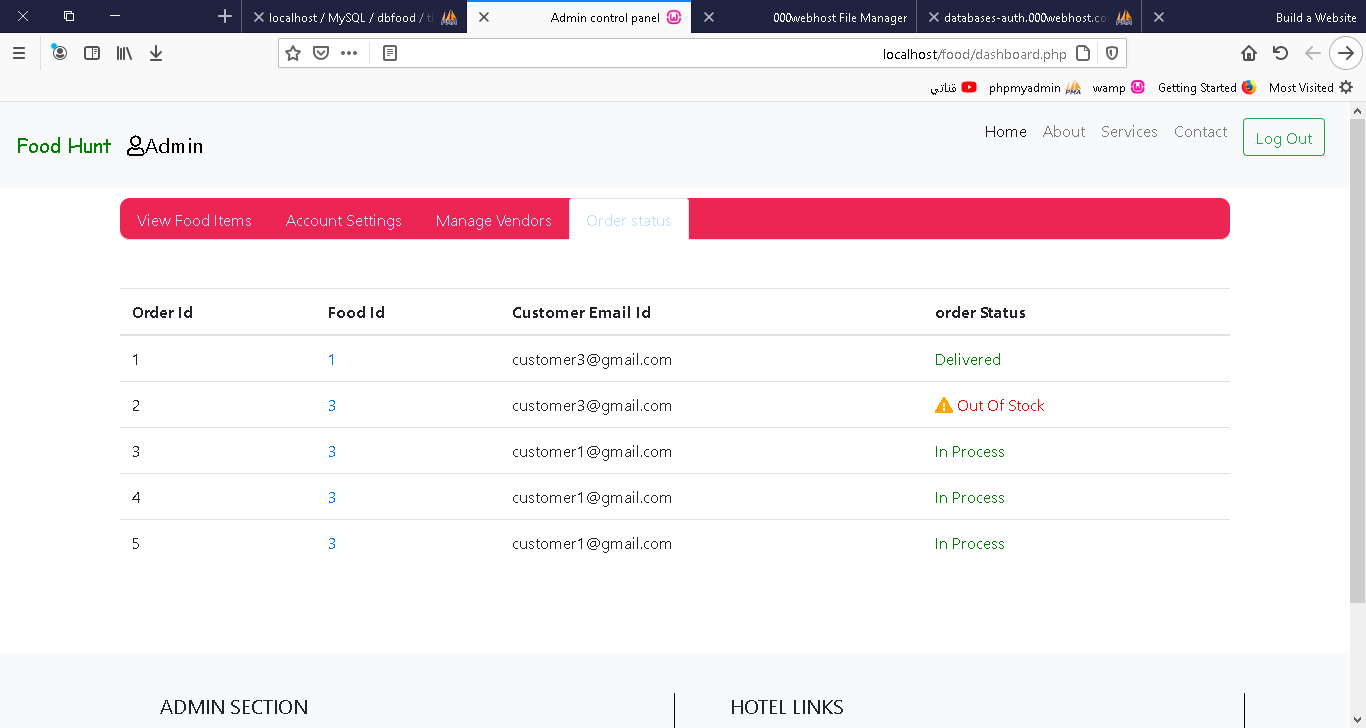 localhost / MySQL / dbfood /
Admin control panel
000webhost File Manager
databases-auth.000webhost.co
Build a Website
localhost/food/dashboard.php
قناتي
phpmyadmin
wamp
Getting Started
Most Visited
Food Hunt Admin
Home About Services Contact Log Out
View Food Items Account Settings Manage Vendors Order status
Order Id Food Id Customer Email Id order Status
1 1 customer3@gmail.com Delivered
2 3 customer3@gmail.com Out Of Stock
3 3 customer1@gmail.com In Process
4 3 customer1@gmail.com In Process
5 3 customer1@gmail.com In Process
ADMIN SECTION HOTEL LINKS